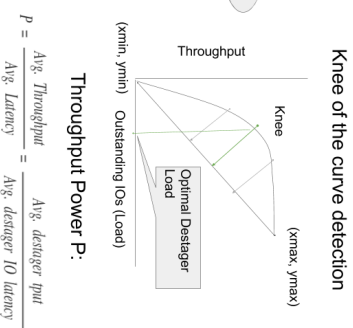 Knee of the curve detection
(xmax, ymax)
Knee
Throughput
Optimal Destager
Load
(xmin, ymin)
Outstanding IOs (Load)
Throughput Power P:
P = Avg. Throughput / Avg. Latency = Avg. destager tput / Avg. destager IO latency